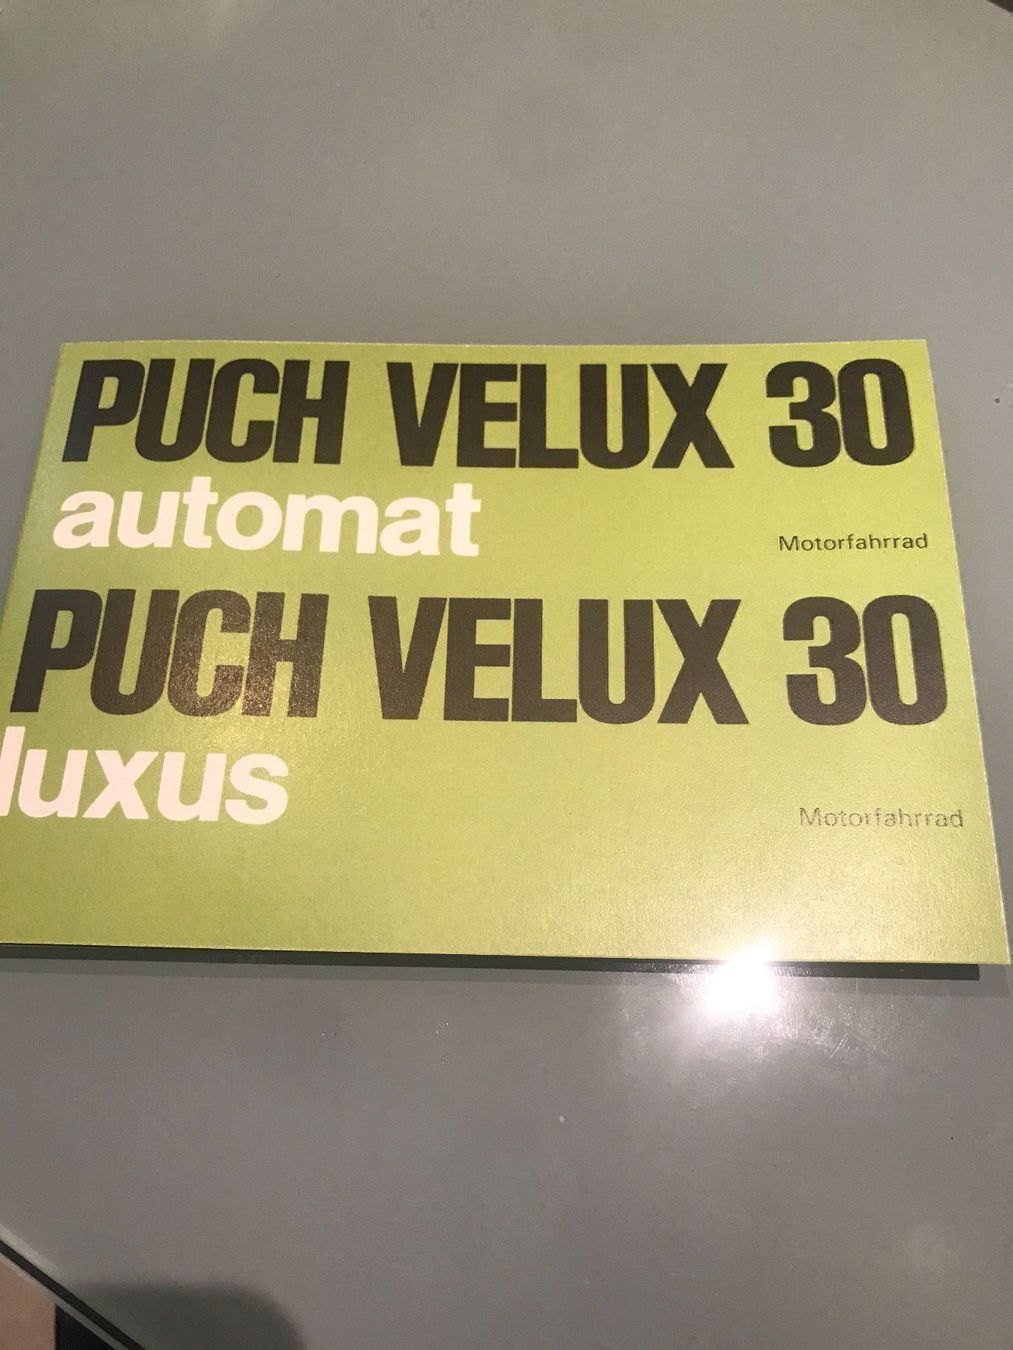 PUCH VELUX 30
automat
Motorfahrrad
PUCH VELUX 30
luxus
Motorfahrrad